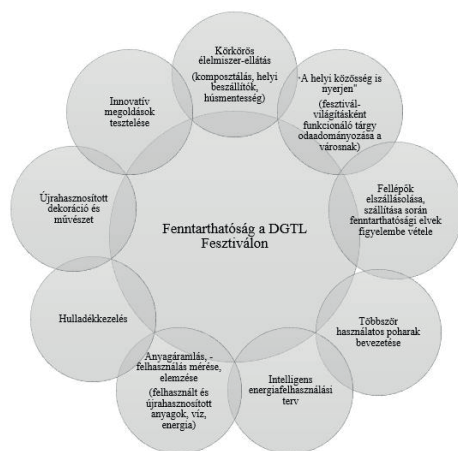 Körkörös
élelmiszer-ellátás
(komposztálás, helyi
beszállítók,
húsmentesség)
"A helyi közösség is
nyerjen"
(fesztivál-
világításként
funkcionáló tárgy
odaadományozása a
városnak)
Fellépők
elszállásolása,
szállítása során
fenntarthatósági elvek
figyelembe vétele
Többször
használatos poharak
bevezetése
Intelligens
energiafelhasználási
terv
Anyagáramlás, -
felhasználás mérése,
elemzése
(felhasznált és
újrahasznosított
anyagok, víz,
energia)
Hulladékkezelés
Újrahasznosított
dekoráció és
művészet
Innovatív
megoldások
tesztelése
Fenntarthatóság a DGTL
Fesztiválon